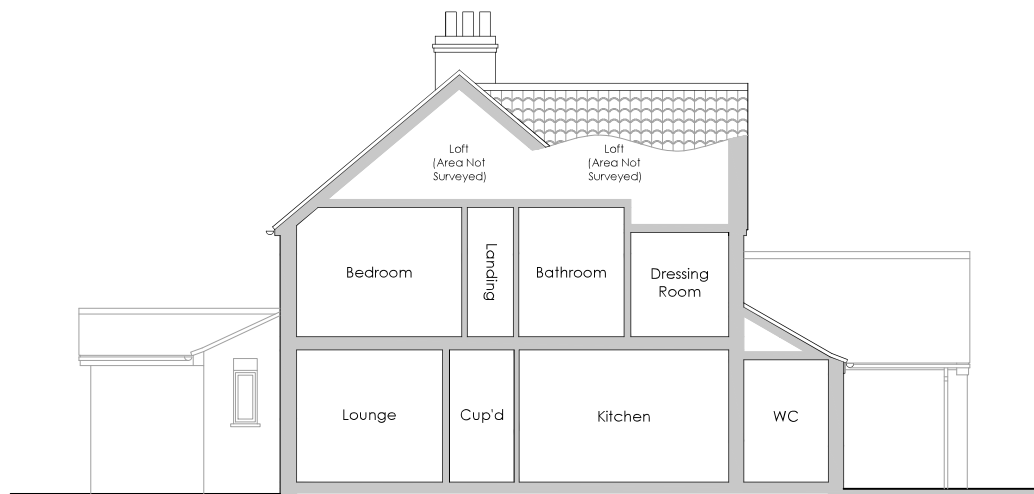 Loft
(Area Not
Surveyed)
Loft
(Area Not
Surveyed)
Bedroom
Landing
Bathroom
Dressing
Room
Lounge
Cup'd
Kitchen
WC